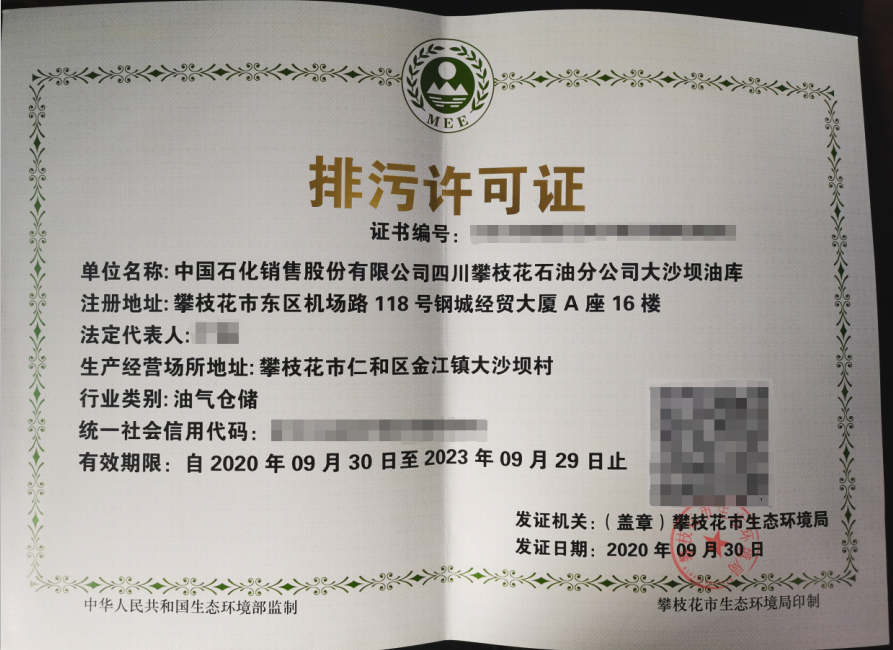 MEE
排污许可证
证书编号：
单位名称: 中国石化销售股份有限公司四川攀枝花石油分公司大沙坝油库
注册地址: 攀枝花市东区机场路 118 号钢城经贸大厦 A 座 16 楼
法定代表人:
生产经营场所地址: 攀枝花市仁和区金江镇大沙坝村
行业类别: 油气仓储
统一社会信用代码：
有效期限：自 2020 年 09 月 30 日至 2023 年 09 月 29 日止
发证机关：（盖章）攀枝花市生态环境局
发证日期：2020 年 09 月 30 日
中华人民共和国生态环境部监制
攀枝花市生态环境局印制